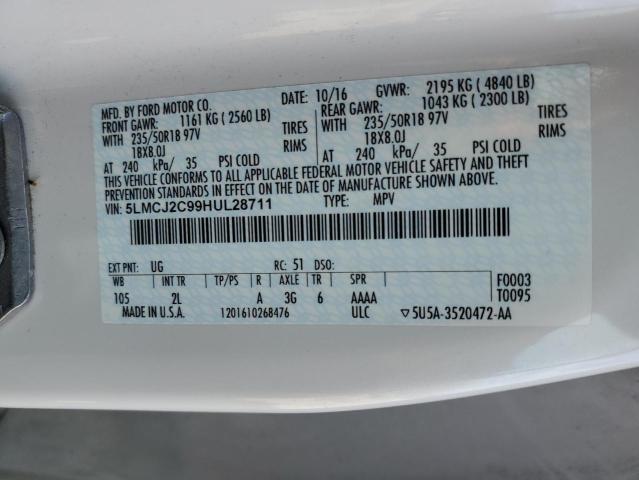 MFD. BY FORD MOTOR CO.
DATE: 10/16 GVWR: 2195 KG ( 4840 LB)
FRONT GAWR: 1161 KG ( 2560 LB) REAR GAWR: 1043 KG ( 2300 LB)
WITH 235/50R18 97V TIRES WITH 235/50R18 97V TIRES
18X8.0J RIMS 18X8.0J RIMS
AT 240 kPa/ 35 PSI COLD AT 240 kPa/ 35 PSI COLD
THIS VEHICLE CONFORMS TO ALL APPLICABLE FEDERAL MOTOR VEHICLE SAFETY AND THEFT
PREVENTION STANDARDS IN EFFECT ON THE DATE OF MANUFACTURE SHOWN ABOVE.
VIN: 5LMCJ2C99HUL28711 TYPE: MPV
EXT PNT: UG RC: 51 DSO:
WB INT TR TP/PS R AXLE TR SPR
105 2L A 3G 6 AAAA
F0003
T0095
MADE IN U.S.A. 1201610268476 ULC ▽5U5A-3520472-AA